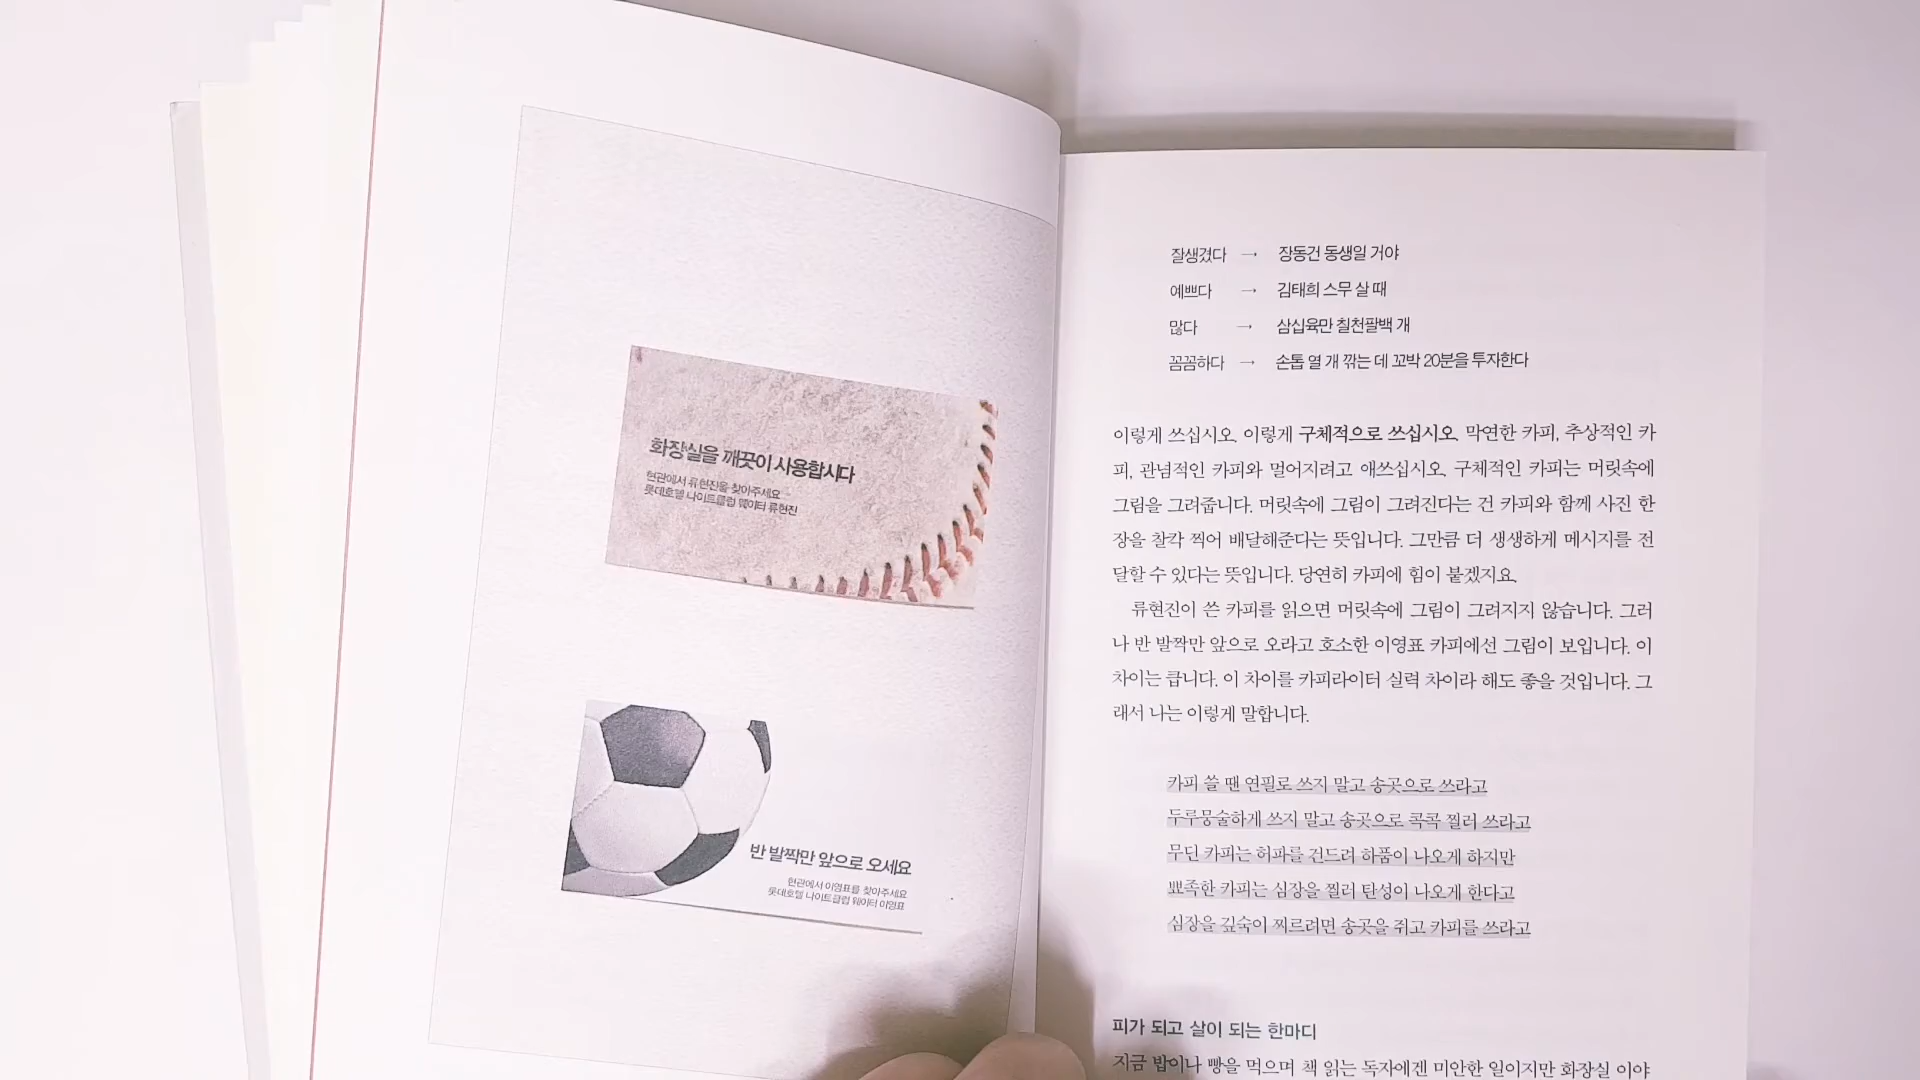 화장실을 깨끗이 사용합시다
현관에서 류현진을 찾아주세요
롯데호텔 나이트클럽 웨이터 류현진
반 발짝만 앞으로 오세요
현관에서 이영표를 찾아주세요
롯데호텔 나이트클럽 웨이터 이영표
잘생겼다 → 장동건 동생일 거야
예쁘다 → 김태희 스무 살 때
많다 → 삼십육만 칠천팔백 개
꼼꼼하다 → 손톱 열 개 깎는 데 꼬박 20분을 투자한다
이렇게 쓰십시오. 이렇게 구체적으로 쓰십시오. 막연한 카피, 추상적인 카
피, 관념적인 카피와 멀어지려고 애쓰십시오. 구체적인 카피는 머릿속에
그림을 그려줍니다. 머릿속에 그림이 그려진다는 건 카피와 함께 사진 한
장을 찰칵 찍어 배달해준다는 뜻입니다. 그만큼 더 생생하게 메시지를 전
달할 수 있다는 뜻입니다. 당연히 카피에 힘이 붙겠지요.
류현진이 쓴 카피를 읽으면 머릿속에 그림이 그려지지 않습니다. 그러
나 반 발짝만 앞으로 오라고 호소한 이영표 카피에선 그림이 보입니다. 이
차이는 큽니다. 이 차이를 카피라이터 실력 차이라 해도 좋을 것입니다. 그
래서 나는 이렇게 말합니다.
카피 쓸 땐 연필로 쓰지 말고 송곳으로 쓰라고
두루뭉술하게 쓰지 말고 송곳으로 콕콕 찔러 쓰라고
무딘 카피는 허파를 건드려 하품이 나오게 하지만
뾰족한 카피는 심장을 찔러 탄성이 나오게 한다고
심장을 깊숙이 찌르려면 송곳을 쥐고 카피를 쓰라고
피가 되고 살이 되는 한마디
지금 밥이나 빵을 먹으며 책 읽는 독자에겐 미안한 일이지만 화장실 이야